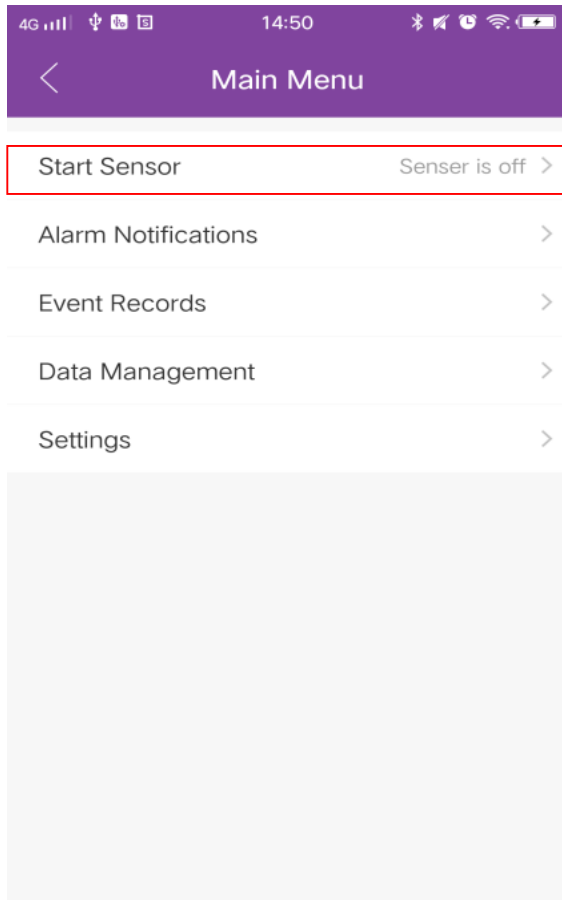 4G 14:50
Main Menu
Start Sensor Senser is off
Alarm Notifications
Event Records
Data Management
Settings